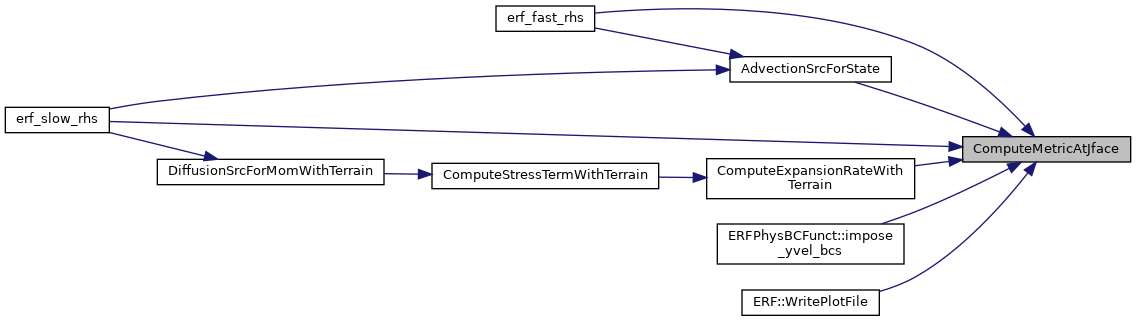 erf_fast_rhs
AdvectionSrcForState
erf_slow_rhs
ComputeMetricAtJface
DiffusionSrcForMomWithTerrain
ComputeStressTermWithTerrain
ComputeExpansionRateWith
Terrain
ERFPhysBCFunct::impose
_yvel_bcs
ERF::WritePlotFile